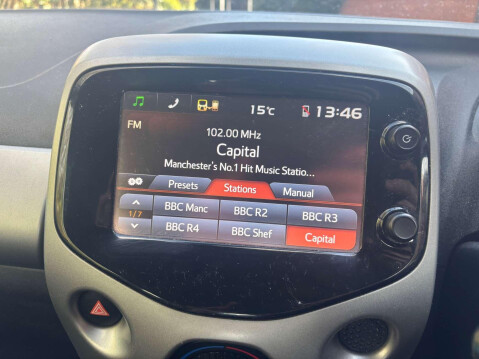 15°C 13:46
FM
102.00 MHz
Capital
Manchester's No.1 Hit Music Statio...
Presets Stations Manual
1/7
BBC Manc BBC R2 BBC R3
BBC R4 BBC Shef Capital